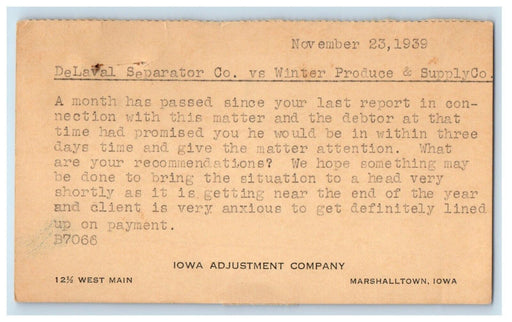 November 23,1939
DeLaval Separator Co. vs Winter Produce & SupplyCo.
A month has passed since your last report in con-
nection with this matter and the debtor at that
time had promised you he would be in within three
days time and give the matter attention.  What
are your recommendations?  We hope something may
be done to bring the situation to a head very
shortly as it is getting near the end of the year
and client is very anxious to get definitely lined
up on payment.
B7066
IOWA ADJUSTMENT COMPANY
12½ WEST MAIN MARSHALLTOWN, IOWA